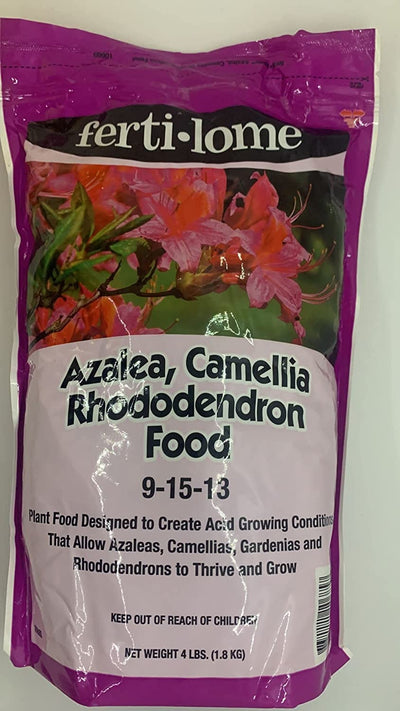 ferti•lome
Azalea, Camellia
Rhododendron
Food
9-15-13
Plant Food Designed to Create Acid Growing Conditions
That Allow Azaleas, Camellias, Gardenias and
Rhododendrons to Thrive and Grow
KEEP OUT OF REACH OF CHILDREN
NET WEIGHT 4 LBS. (1.8 KG)